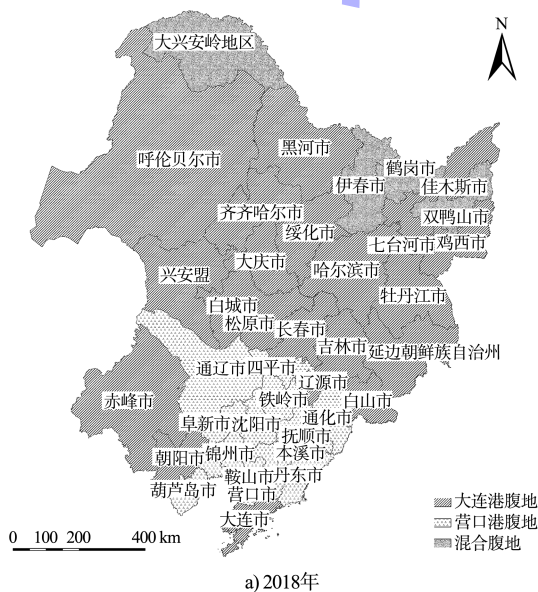 N
大兴安岭地区
呼伦贝尔市
黑河市
鹤岗市
伊春市
佳木斯市
齐齐哈尔市
双鸭山市
绥化市
七台河市
鸡西市
兴安盟
大庆市
哈尔滨市
牡丹江市
白城市
松原市
长春市
吉林市
延边朝鲜族自治州
通辽市
四平市
辽源市
赤峰市
铁岭市
白山市
通化市
阜新市
沈阳市
抚顺市
朝阳市
锦州市
本溪市
鞍山市
丹东市
葫芦岛市
营口市
大连市
大连港腹地
营口港腹地
混合腹地
0 100 200 400 km
a) 2018年